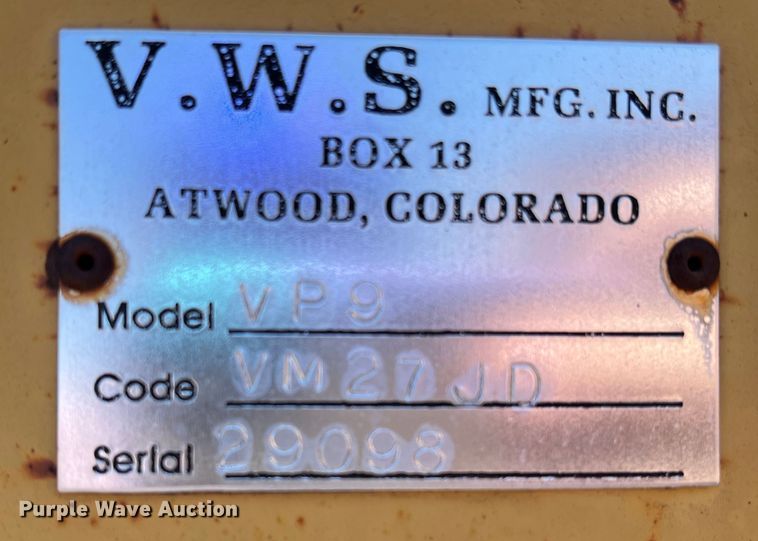 V.W.S. MFG. INC.
BOX 13
ATWOOD, COLORADO
Model VP9
Code VM27JD
Serial 29098
Purple Wave Auction